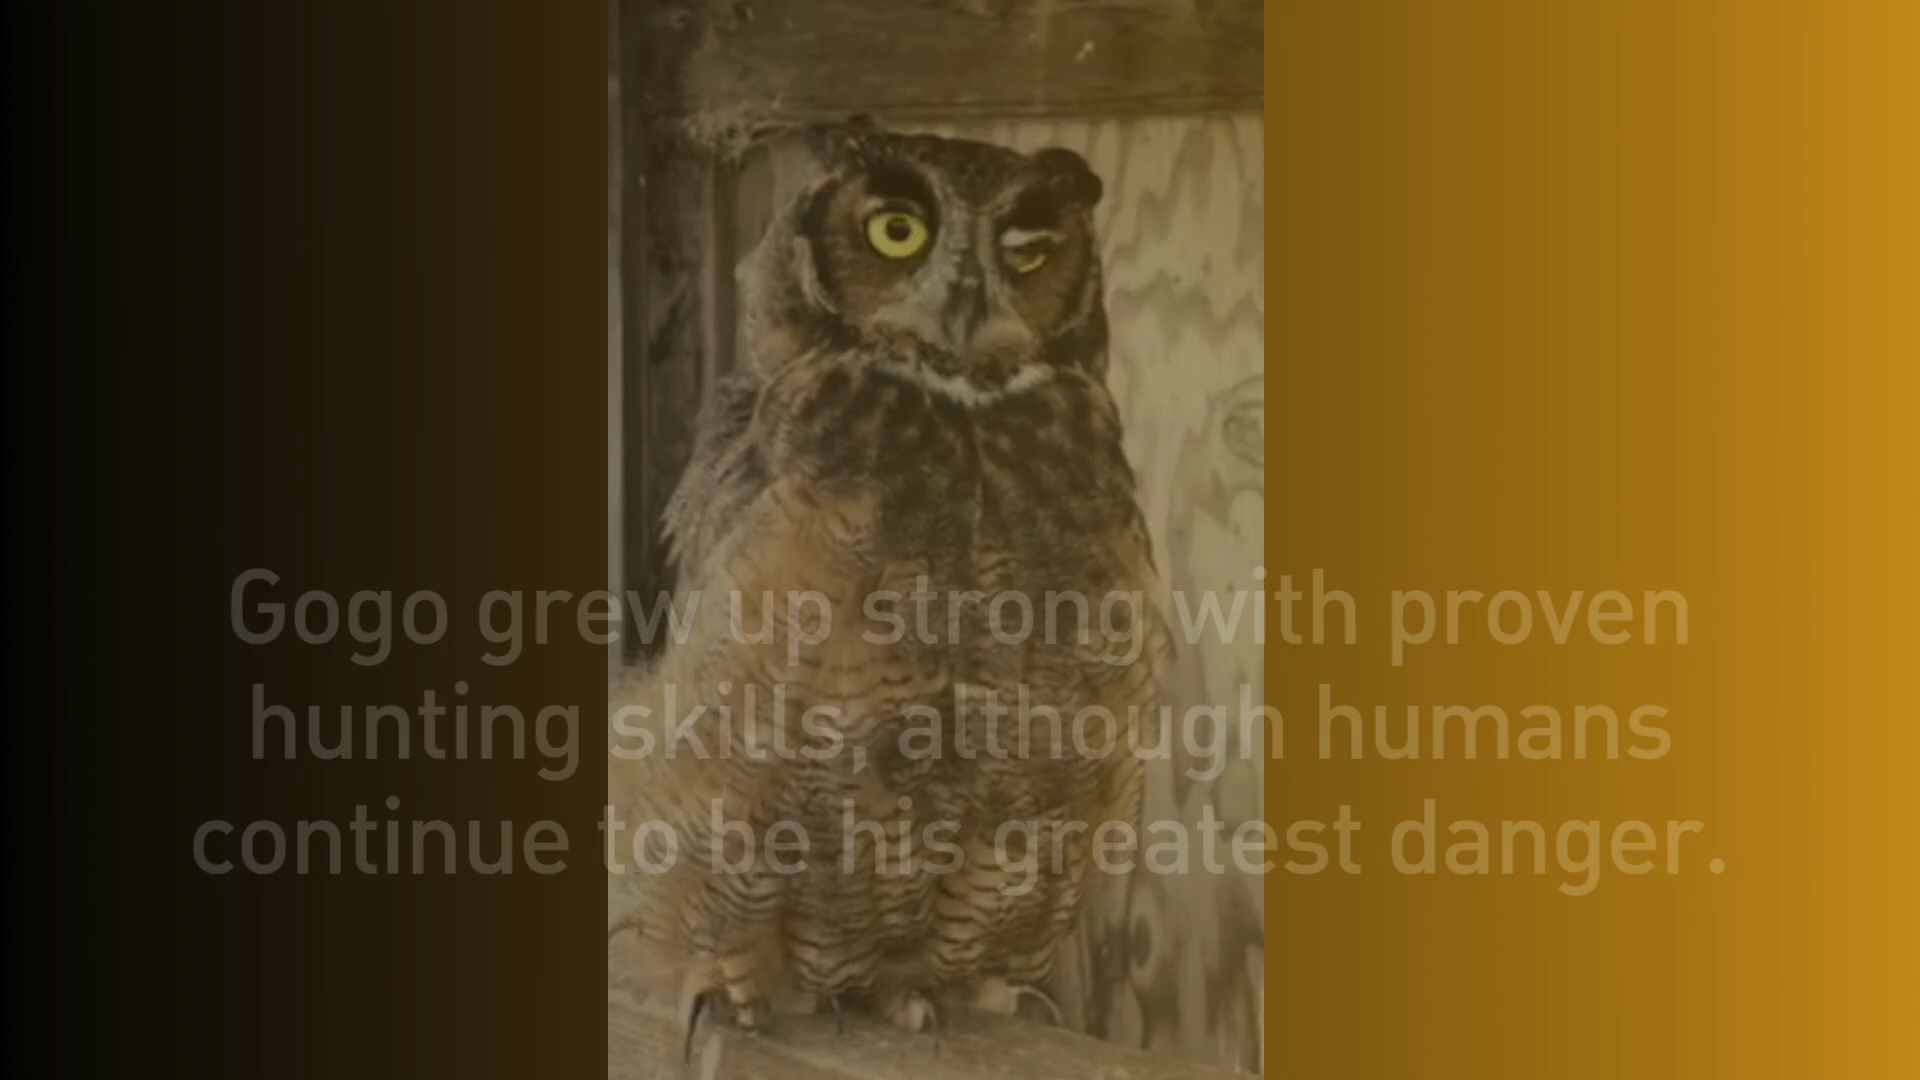 Gogo grew up strong with proven
hunting skills, although humans
continue to be his greatest danger.